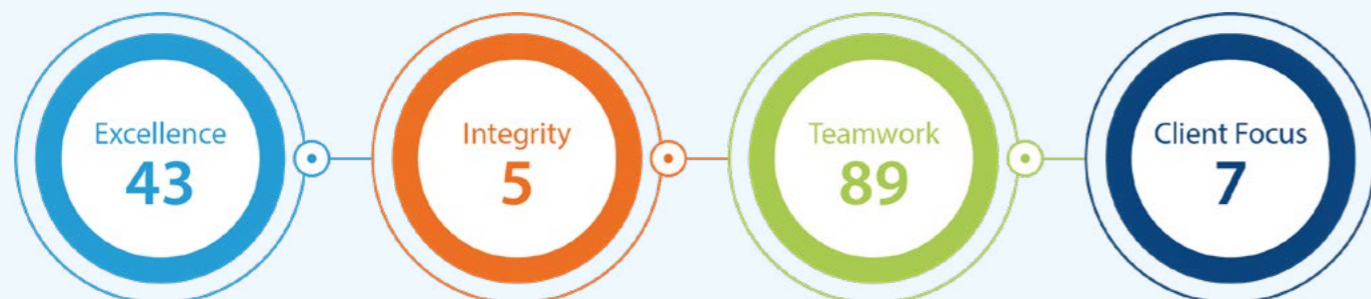 Excellence
43
Integrity
5
Teamwork
89
Client Focus
7